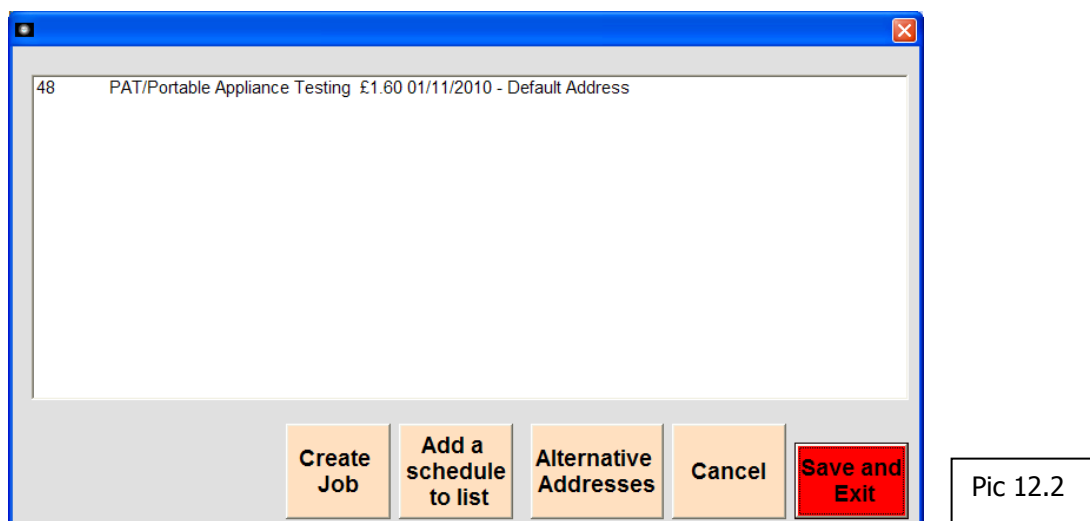 48 PAT/Portable Appliance Testing £1.60 01/11/2010 - Default Address
Create
Job
Add a
schedule
to list
Alternative
Addresses
Cancel
Save and
Exit
Pic 12.2